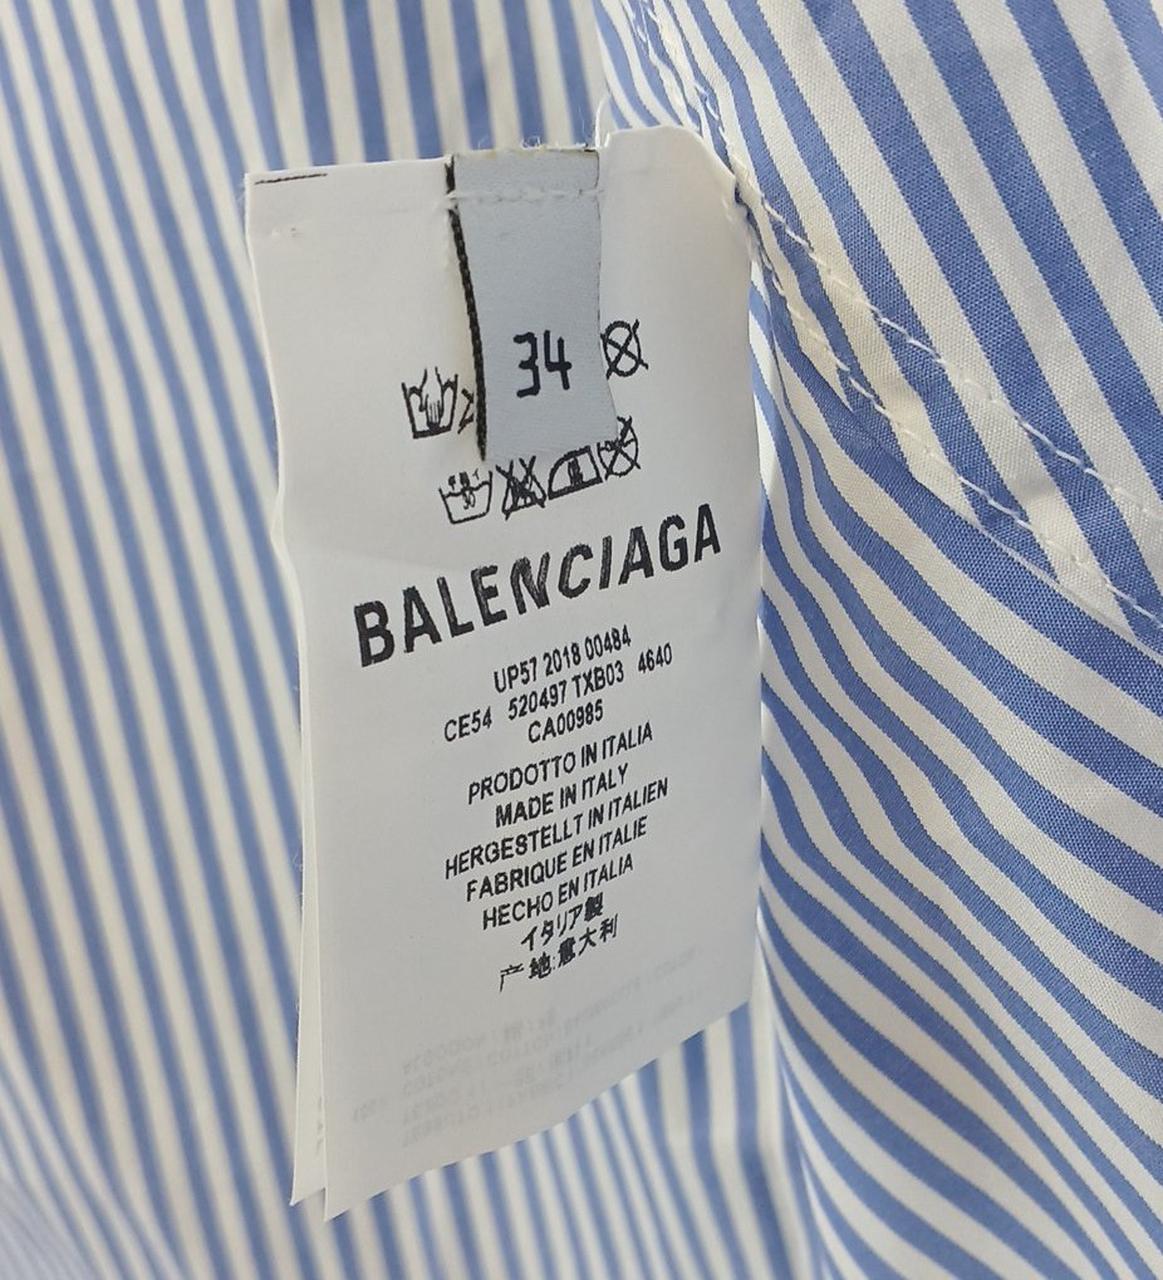 34
30
BALENCIAGA
UP57 2018 00484
CE54 520497 TXB03 4640
CA00985
PRODOTTO IN ITALIA
MADE IN ITALY
HERGESTELLT IN ITALIEN
FABRIQUE EN ITALIE
HECHO EN ITALIA
イタリア製
产地:意大利